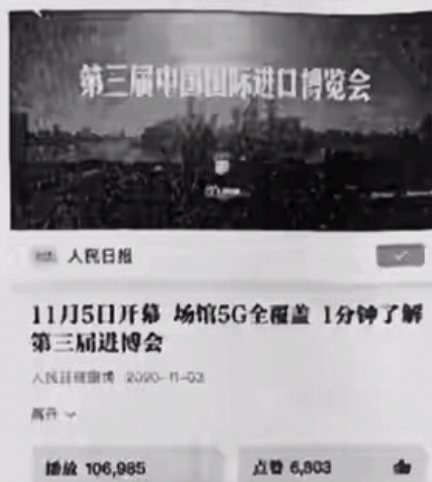 第三届中国国际进口博览会
人民日报
11月5日开幕 场馆5G全覆盖 1分钟了解
第三届进博会
人民日报微博 2020-11-03
展开
播放 106,985
点赞 6,803